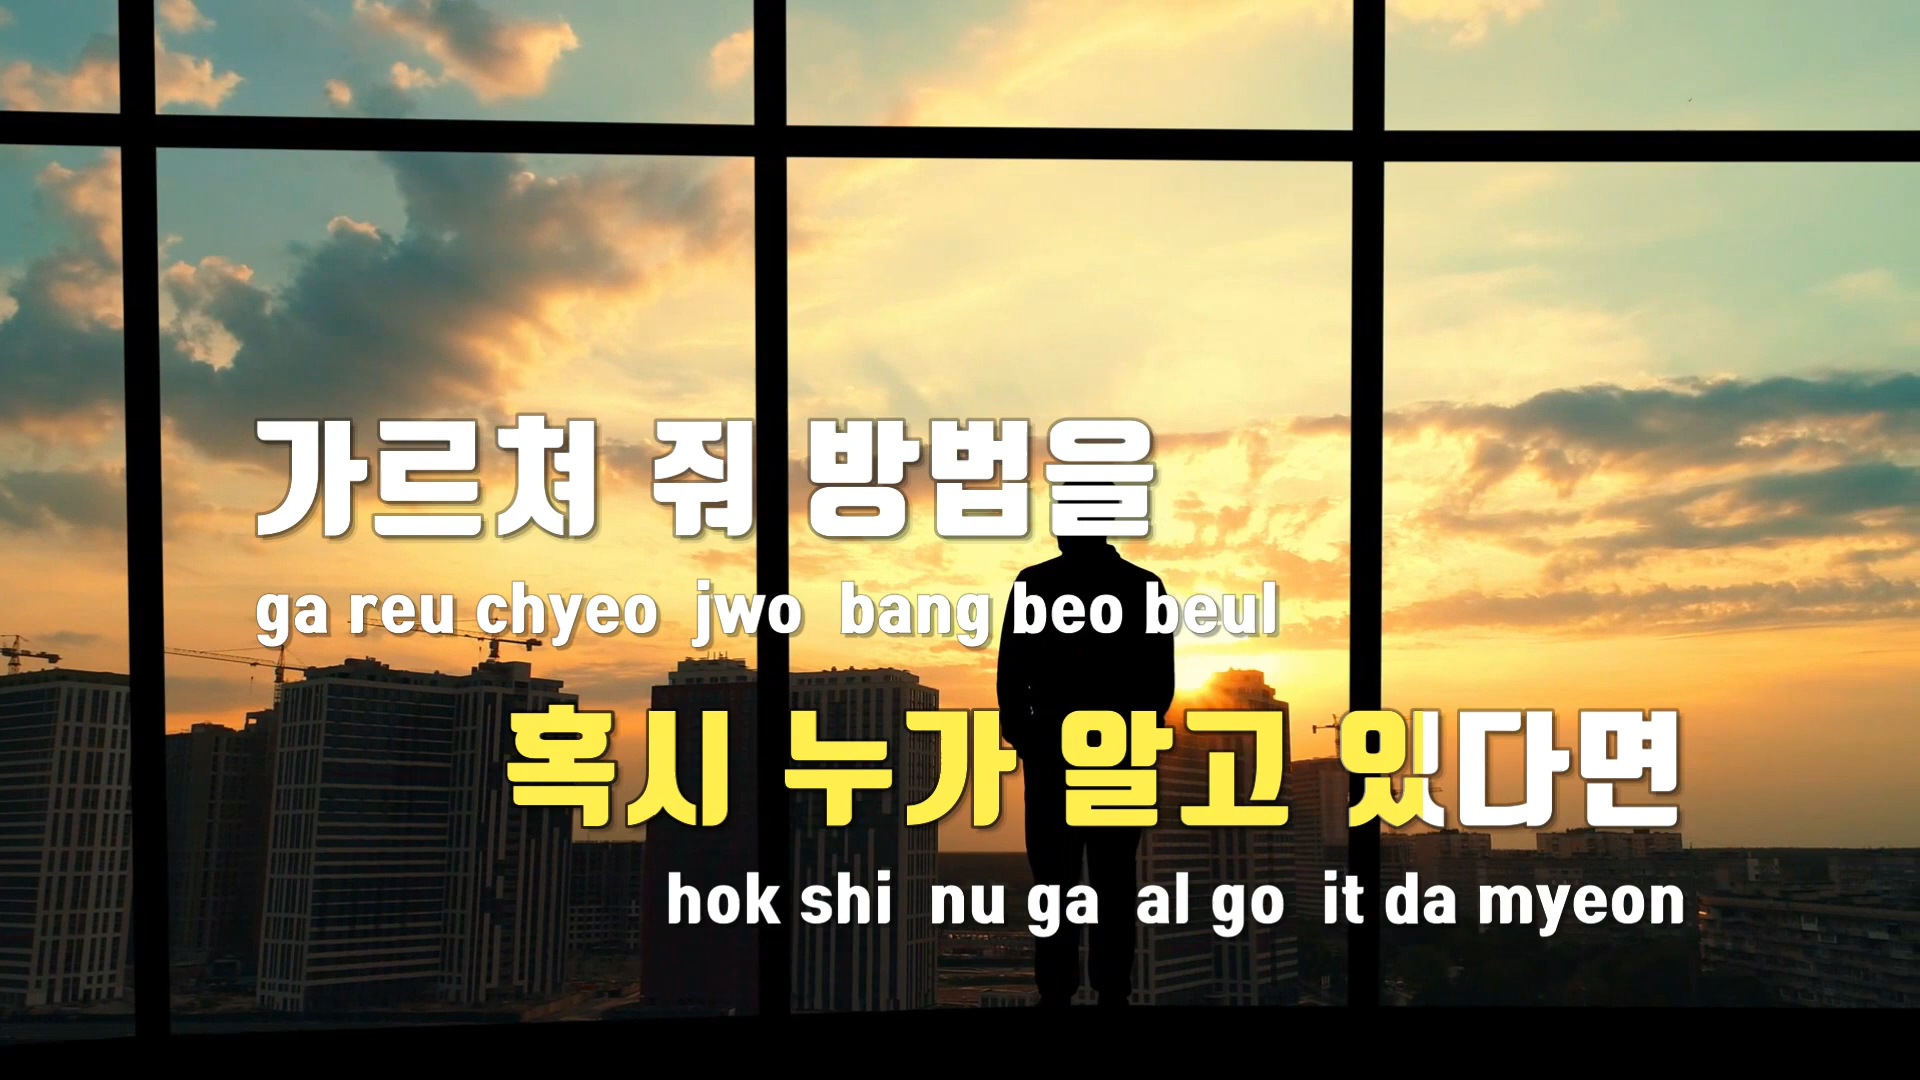 가르쳐 줘 방법을
ga reu chyeo jwo bang beo beul
혹시 누가 알고 있다면
hok shi nu ga al go it da myeon